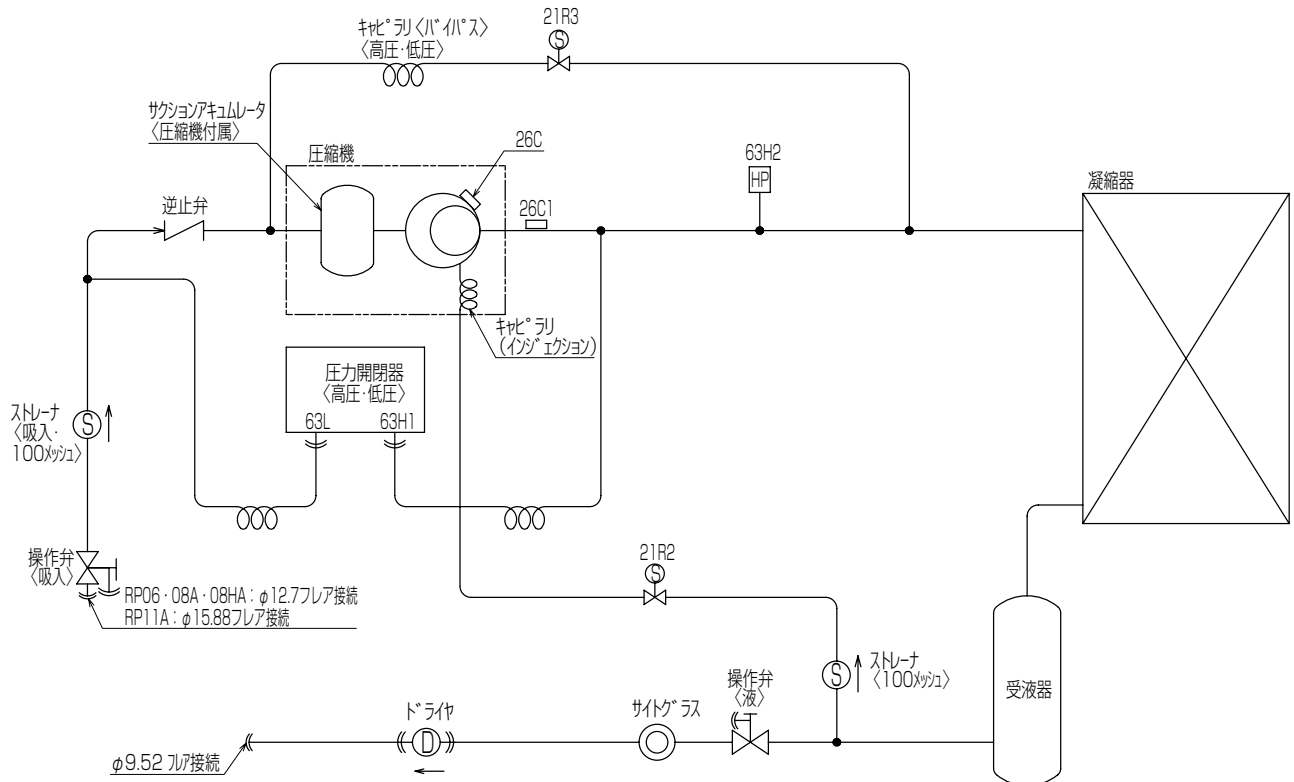 キャピラリ〈バイパス〉
〈高圧・低圧〉
21R3
S
サクションアキュムレータ
〈圧縮機付属〉
圧縮機
26C
63H2
HP
凝縮器
逆止弁
26C1
キャピラリ
(インジェクション)
圧力開閉器
〈高圧・低圧〉
63L
63H1
ストレーナ
〈吸入・
100メッシュ〉
S
操作弁
〈吸入〉
RP06・08A・08HA：φ12.7フレア接続
RP11A：φ15.88フレア接続
21R2
S
ストレーナ
〈100メッシュ〉
S
受液器
操作弁
〈液〉
サイトグラス
ドライヤ
D
φ9.52 フレア接続